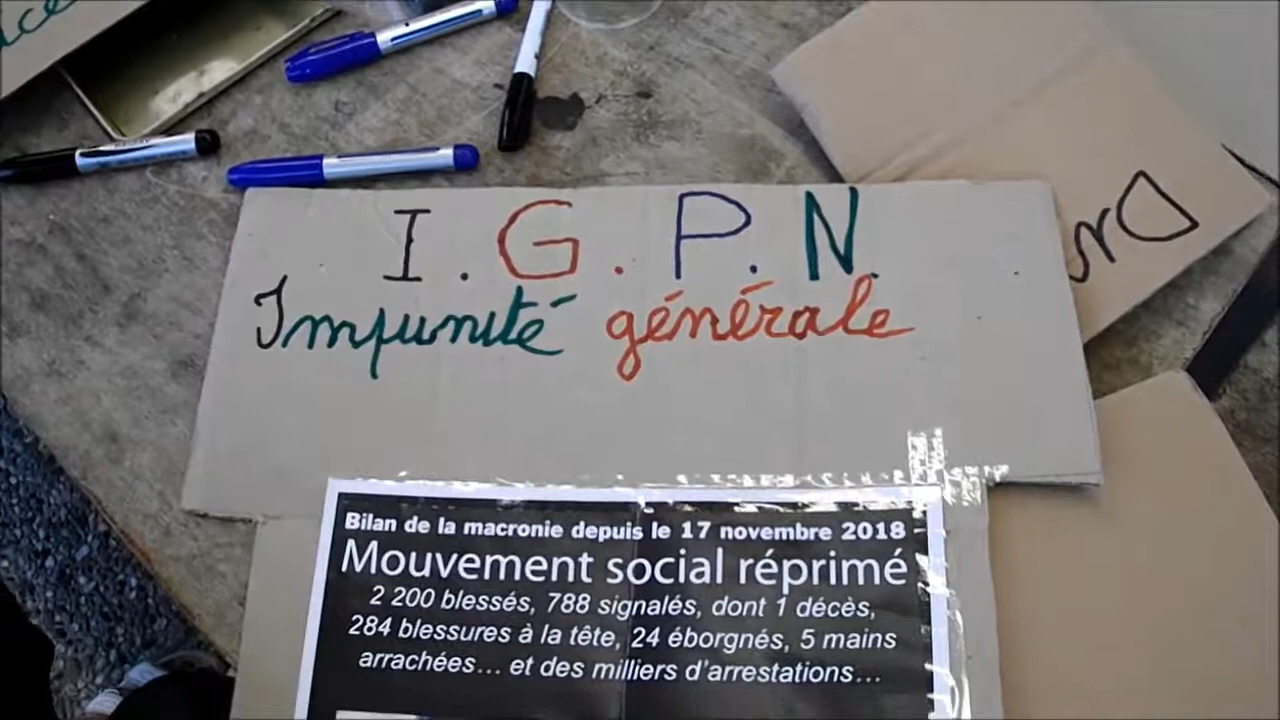 I. G. P. N.
Impunité générale
Bilan de la macronie depuis le 17 novembre 2018
Mouvement social réprimé
2 200 blessés, 788 signalés, dont 1 décès,
284 blessures à la tête, 24 éborgnés, 5 mains
arrachées... et des milliers d'arrestations...